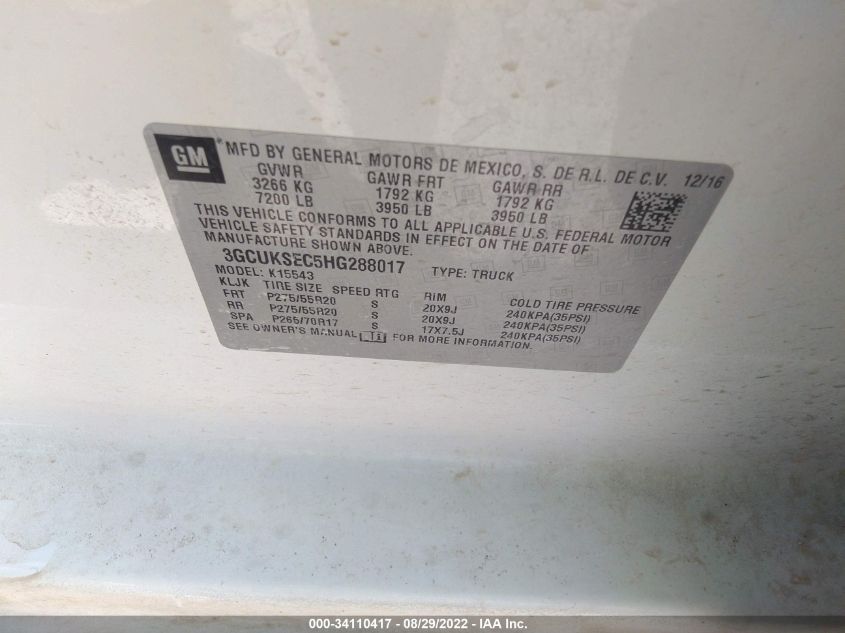 GM
MFD BY GENERAL MOTORS DE MEXICO, S. DE R.L. DE C.V. 12/16
GVWR GAWR FRT GAWR RR
3266 KG 1792 KG 1792 KG
7200 LB 3950 LB 3950 LB
THIS VEHICLE CONFORMS TO ALL APPLICABLE U.S. FEDERAL MOTOR
VEHICLE SAFETY STANDARDS IN EFFECT ON THE DATE OF
MANUFACTURE SHOWN ABOVE.
3GCUKSEC5HG288017 TYPE: TRUCK
MODEL: K15543
KLJK TIRE SIZE SPEED RTG RIM COLD TIRE PRESSURE
FRT P275/55R20 S 20X9J 240KPA(35PSI)
RR P275/55R20 S 20X9J 240KPA(35PSI)
SPA P265/70R17 S 17X7.5J 240KPA(35PSI)
SEE OWNER'S MANUAL FOR MORE INFORMATION.
000-34110417 - 08/29/2022 - IAA Inc.